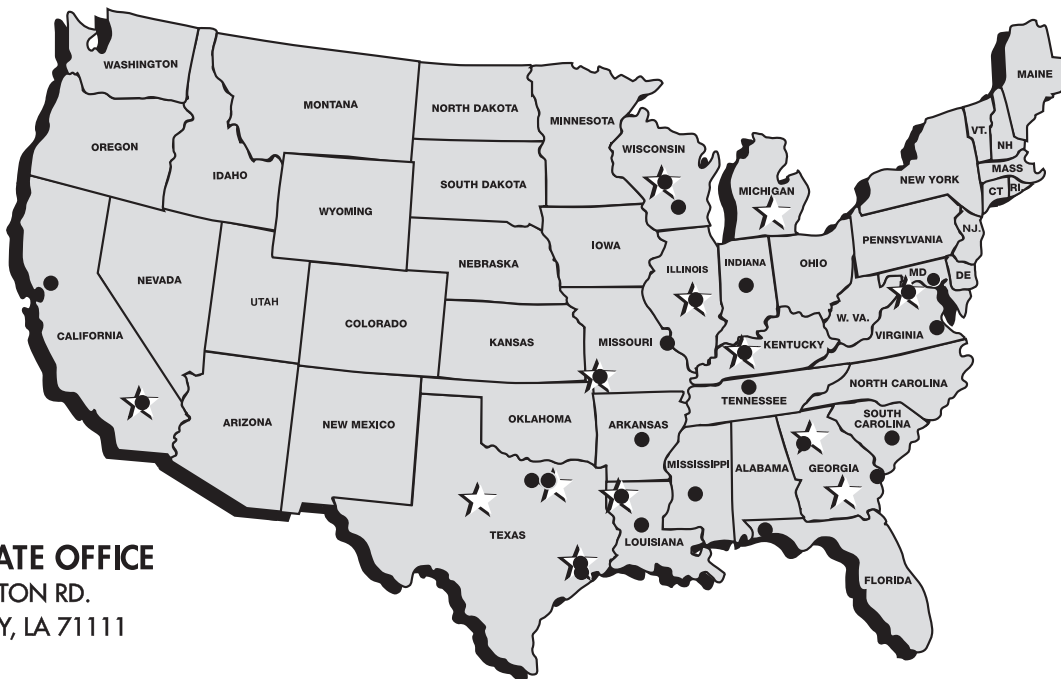 WASHINGTON
MONTANA
NORTH DAKOTA
MINNESOTA
MAINE
OREGON
IDAHO
SOUTH DAKOTA
WISCONSIN
MICHIGAN
NEW YORK
VT.
NH
MASS
CT
RI
WYOMING
IOWA
NEBRASKA
ILLINOIS
INDIANA
OHIO
PENNSYLVANIA
NJ.
MD
DE
NEVADA
UTAH
COLORADO
KANSAS
MISSOURI
KENTUCKY
W. VA.
VIRGINIA
CALIFORNIA
ARIZONA
NEW MEXICO
OKLAHOMA
ARKANSAS
TENNESSEE
NORTH CAROLINA
SOUTH
CAROLINA
MISSISSIPPI
ALABAMA
GEORGIA
TEXAS
LOUISIANA
FLORIDA
ATE OFFICE
TON RD.
Y, LA 71111